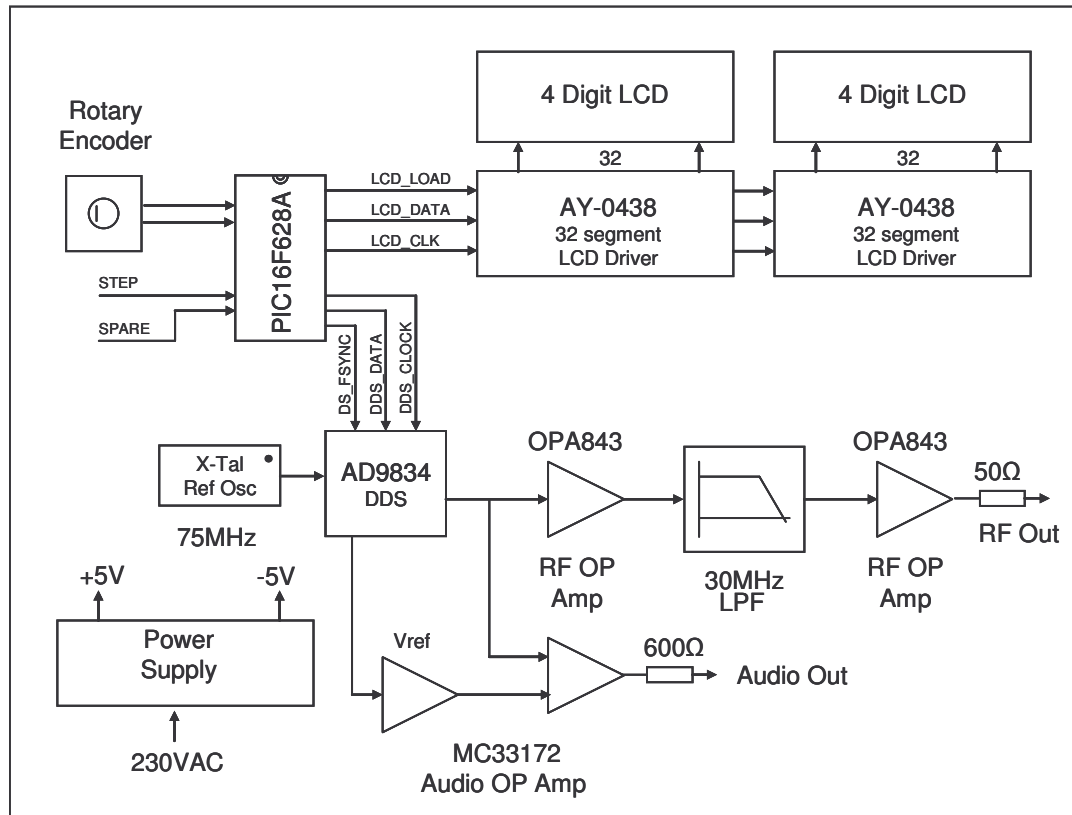 4 Digit LCD
4 Digit LCD
Rotary
Encoder
32
32
PIC16F628A
LCD_LOAD
LCD_DATA
LCD_CLK
AY-0438
32 segment
LCD Driver
AY-0438
32 segment
LCD Driver
STEP
SPARE
DS_FSYNC
DDS_DATA
DDS_CLOCK
X-Tal
Ref Osc
75MHz
AD9834
DDS
OPA843
RF OP
Amp
30MHz
LPF
OPA843
RF OP
Amp
50Ω
RF Out
+5V
-5V
Power
Supply
230VAC
Vref
600Ω
Audio Out
MC33172
Audio OP Amp